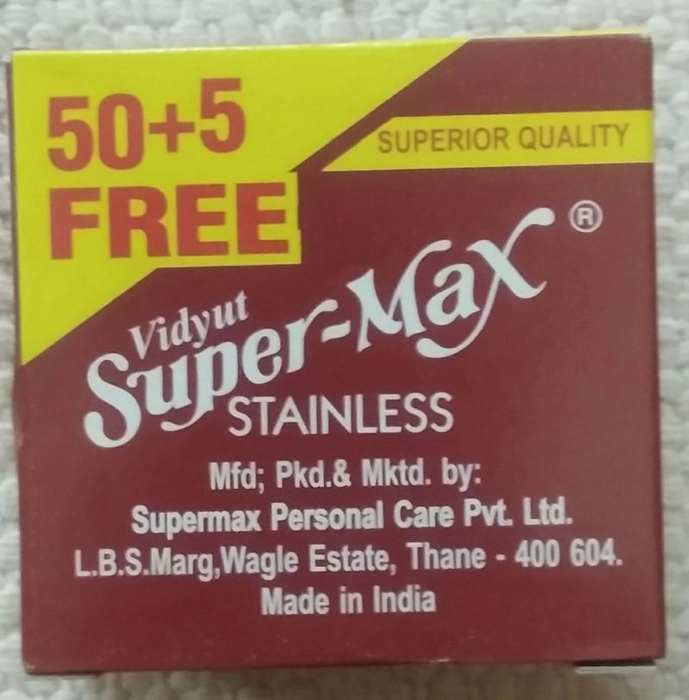 50+5
FREE
SUPERIOR QUALITY
Vidyut
Super-Max ®
STAINLESS
Mfd; Pkd.& Mktd. by:
Supermax Personal Care Pvt. Ltd.
L.B.S.Marg,Wagle Estate, Thane - 400 604.
Made in India